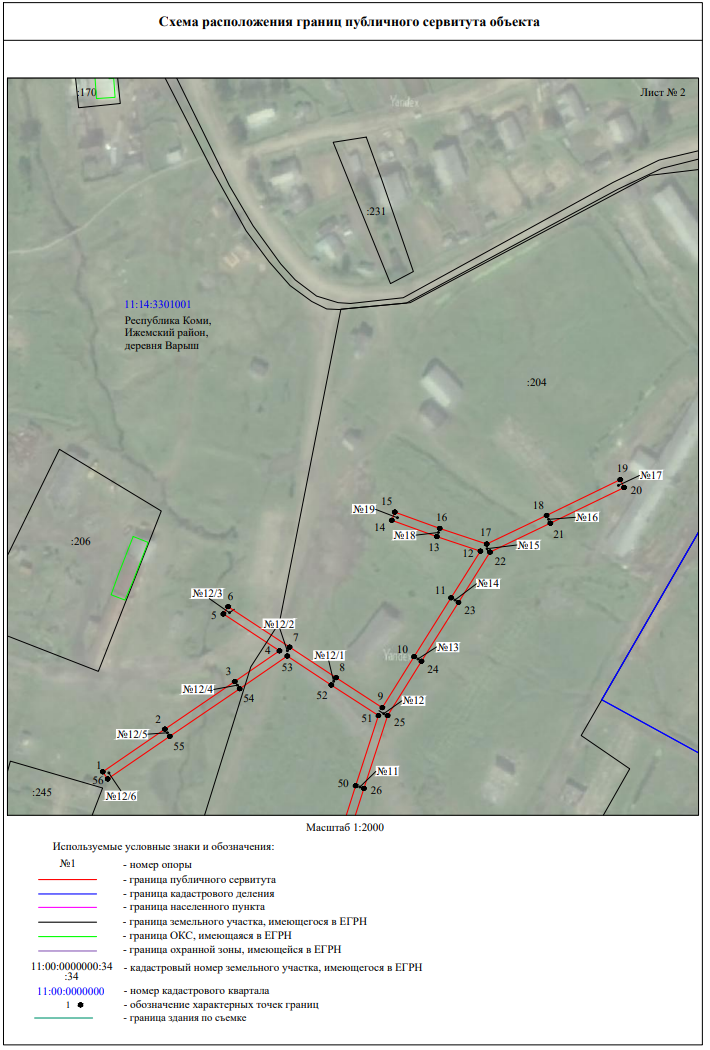 Схема расположения границ публичного сервитута объекта
:170
Yandex
Лист № 2
:231
11:14:3301001
Республика Коми,
Ижемский район,
деревня Варыш
:204
19
№17
20
15
№19
14
16
18
№16
21
№18
13
17
12
№15
22
:206
№12/3
6
5
11
№14
23
№12/2
7
4
53
№12/1
8
52
10
Yandex
№13
24
3
№12/4
54
9
№12
51
25
2
№12/5
55
1
56
№12/6
:245
50
№11
26
Масштаб 1:2000
Используемые условные знаки и обозначения:
№1 - номер опоры
- граница публичного сервитута
- граница кадастрового деления
- граница населенного пункта
- граница земельного участка, имеющегося в ЕГРН
- граница ОКС, имеющаяся в ЕГРН
- граница охранной зоны, имеющейся в ЕГРН
11:00:0000000:34 - кадастровый номер земельного участка, имеющегося в ЕГРН
:34
11:00:0000000 - номер кадастрового квартала
1 - обозначение характерных точек границ
- граница здания по съемке